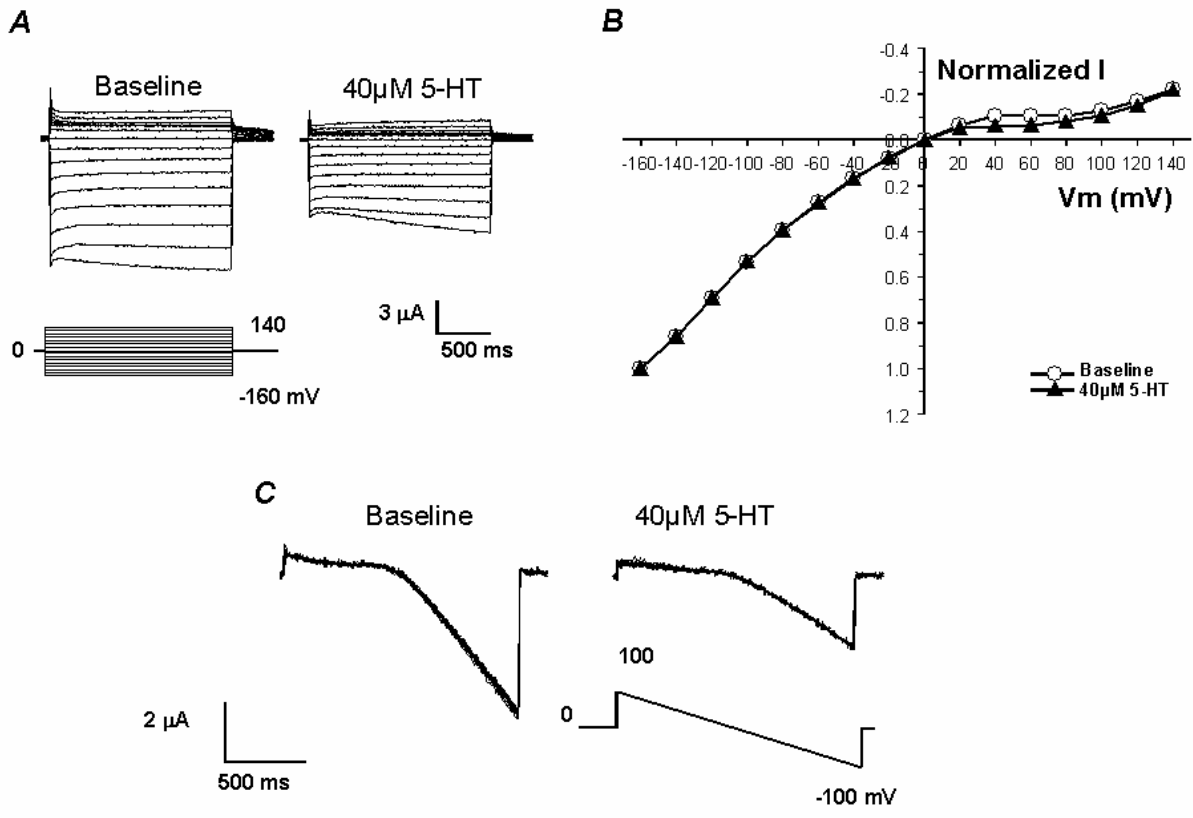 A
Baseline
40µM 5-HT
0
140
-160 mV
3 µA
500 ms
B
Normalized I
-0.4
-0.2
0.0
0.2
0.4
0.6
0.8
1.0
1.2
-160 -140 -120 -100 -80 -60 -40 -20 0 20 40 60 80 100 120 140
Vm (mV)
Baseline
40µM 5-HT
C
Baseline
40µM 5-HT
2 µA
500 ms
100
0
-100 mV